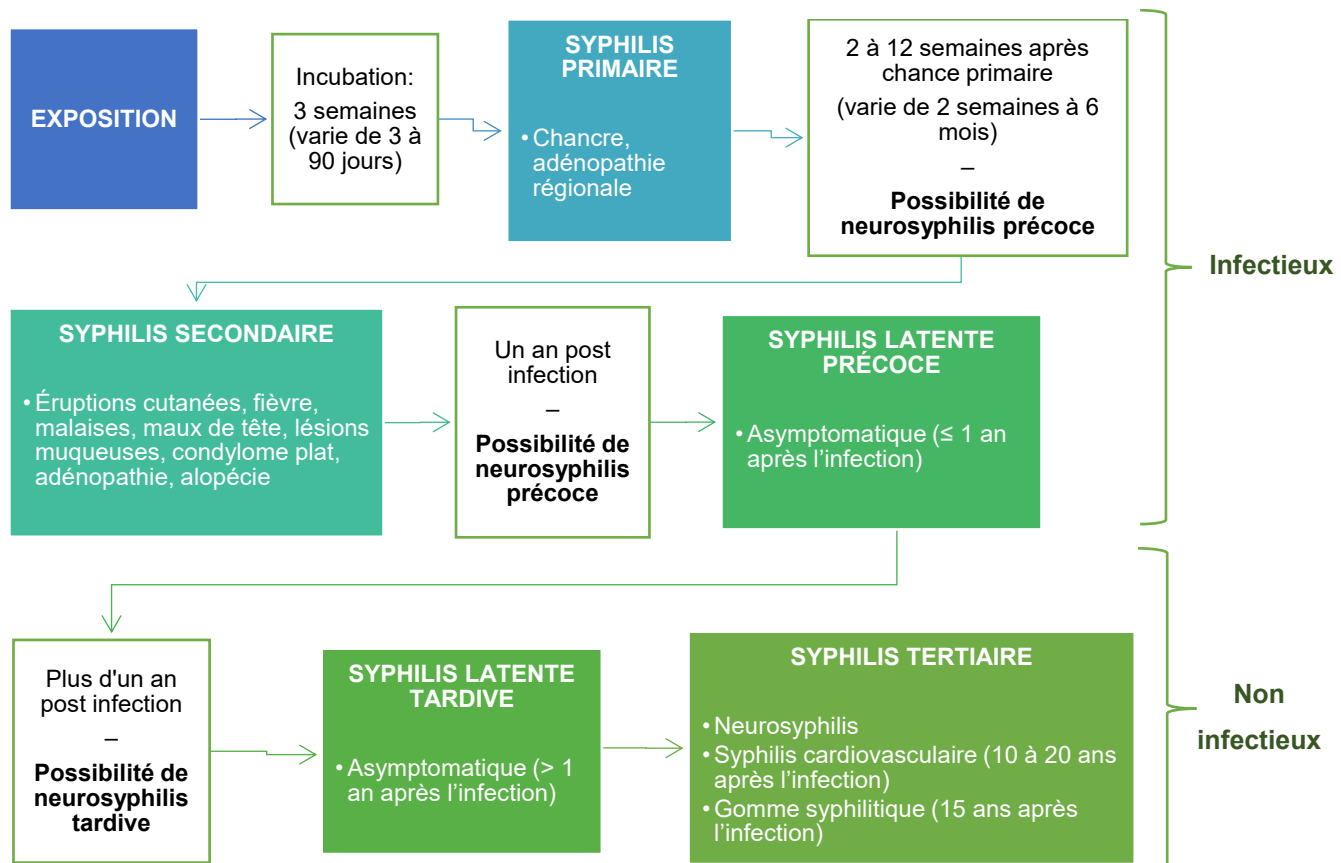 EXPOSITION
Incubation:
3 semaines
(varie de 3 à
90 jours)
SYPHILIS
PRIMAIRE
• Chancre,
adénopathie
régionale
2 à 12 semaines après
chance primaire
(varie de 2 semaines à 6
mois)
–
Possibilité de
neurosyphilis précoce
Infectieux
SYPHILIS SECONDAIRE
• Éruptions cutanées, fièvre,
malaises, maux de tête, lésions
muqueuses, condylome plat,
adénopathie, alopécie
Un an post
infection
–
Possibilité de
neurosyphilis
précoce
SYPHILIS LATENTE
PRÉCOCE
• Asymptomatique (≤ 1 an
après l’infection)
Plus d'un an
post infection
–
Possibilité de
neurosyphilis
tardive
SYPHILIS LATENTE
TARDIVE
• Asymptomatique (> 1
an après l’infection)
SYPHILIS TERTIAIRE
• Neurosyphilis
• Syphilis cardiovasculaire (10 à 20 ans
après l’infection)
• Gomme syphilitique (15 ans après
l’infection)
Non
infectieux